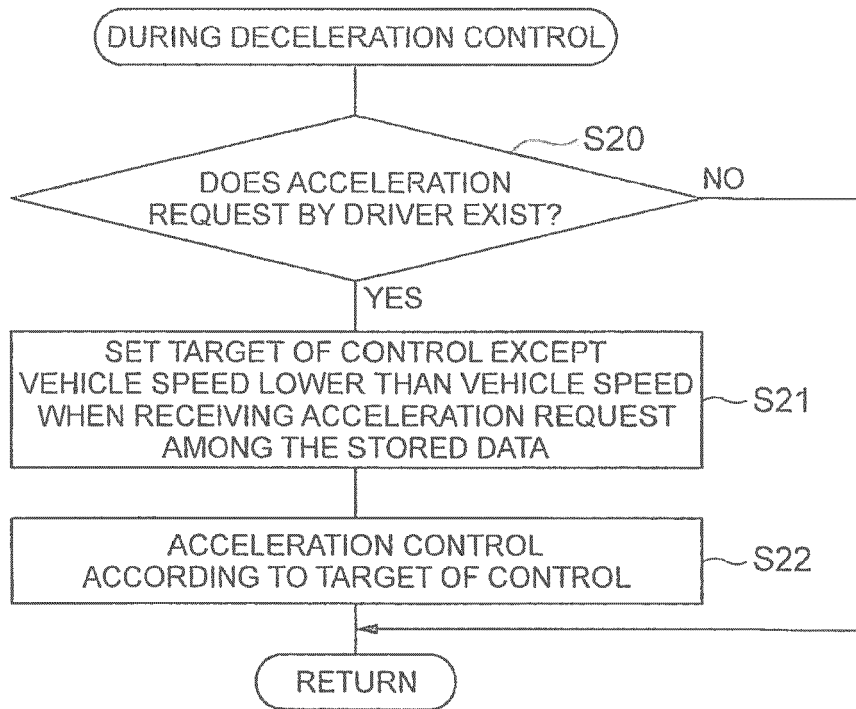 DURING DECELERATION CONTROL
S20
DOES ACCELERATION
REQUEST BY DRIVER EXIST?
NO
YES
SET TARGET OF CONTROL EXCEPT
VEHICLE SPEED LOWER THAN VEHICLE SPEED
WHEN RECEIVING ACCELERATION REQUEST
AMONG THE STORED DATA
S21
ACCELERATION CONTROL
ACCORDING TO TARGET OF CONTROL
S22
RETURN